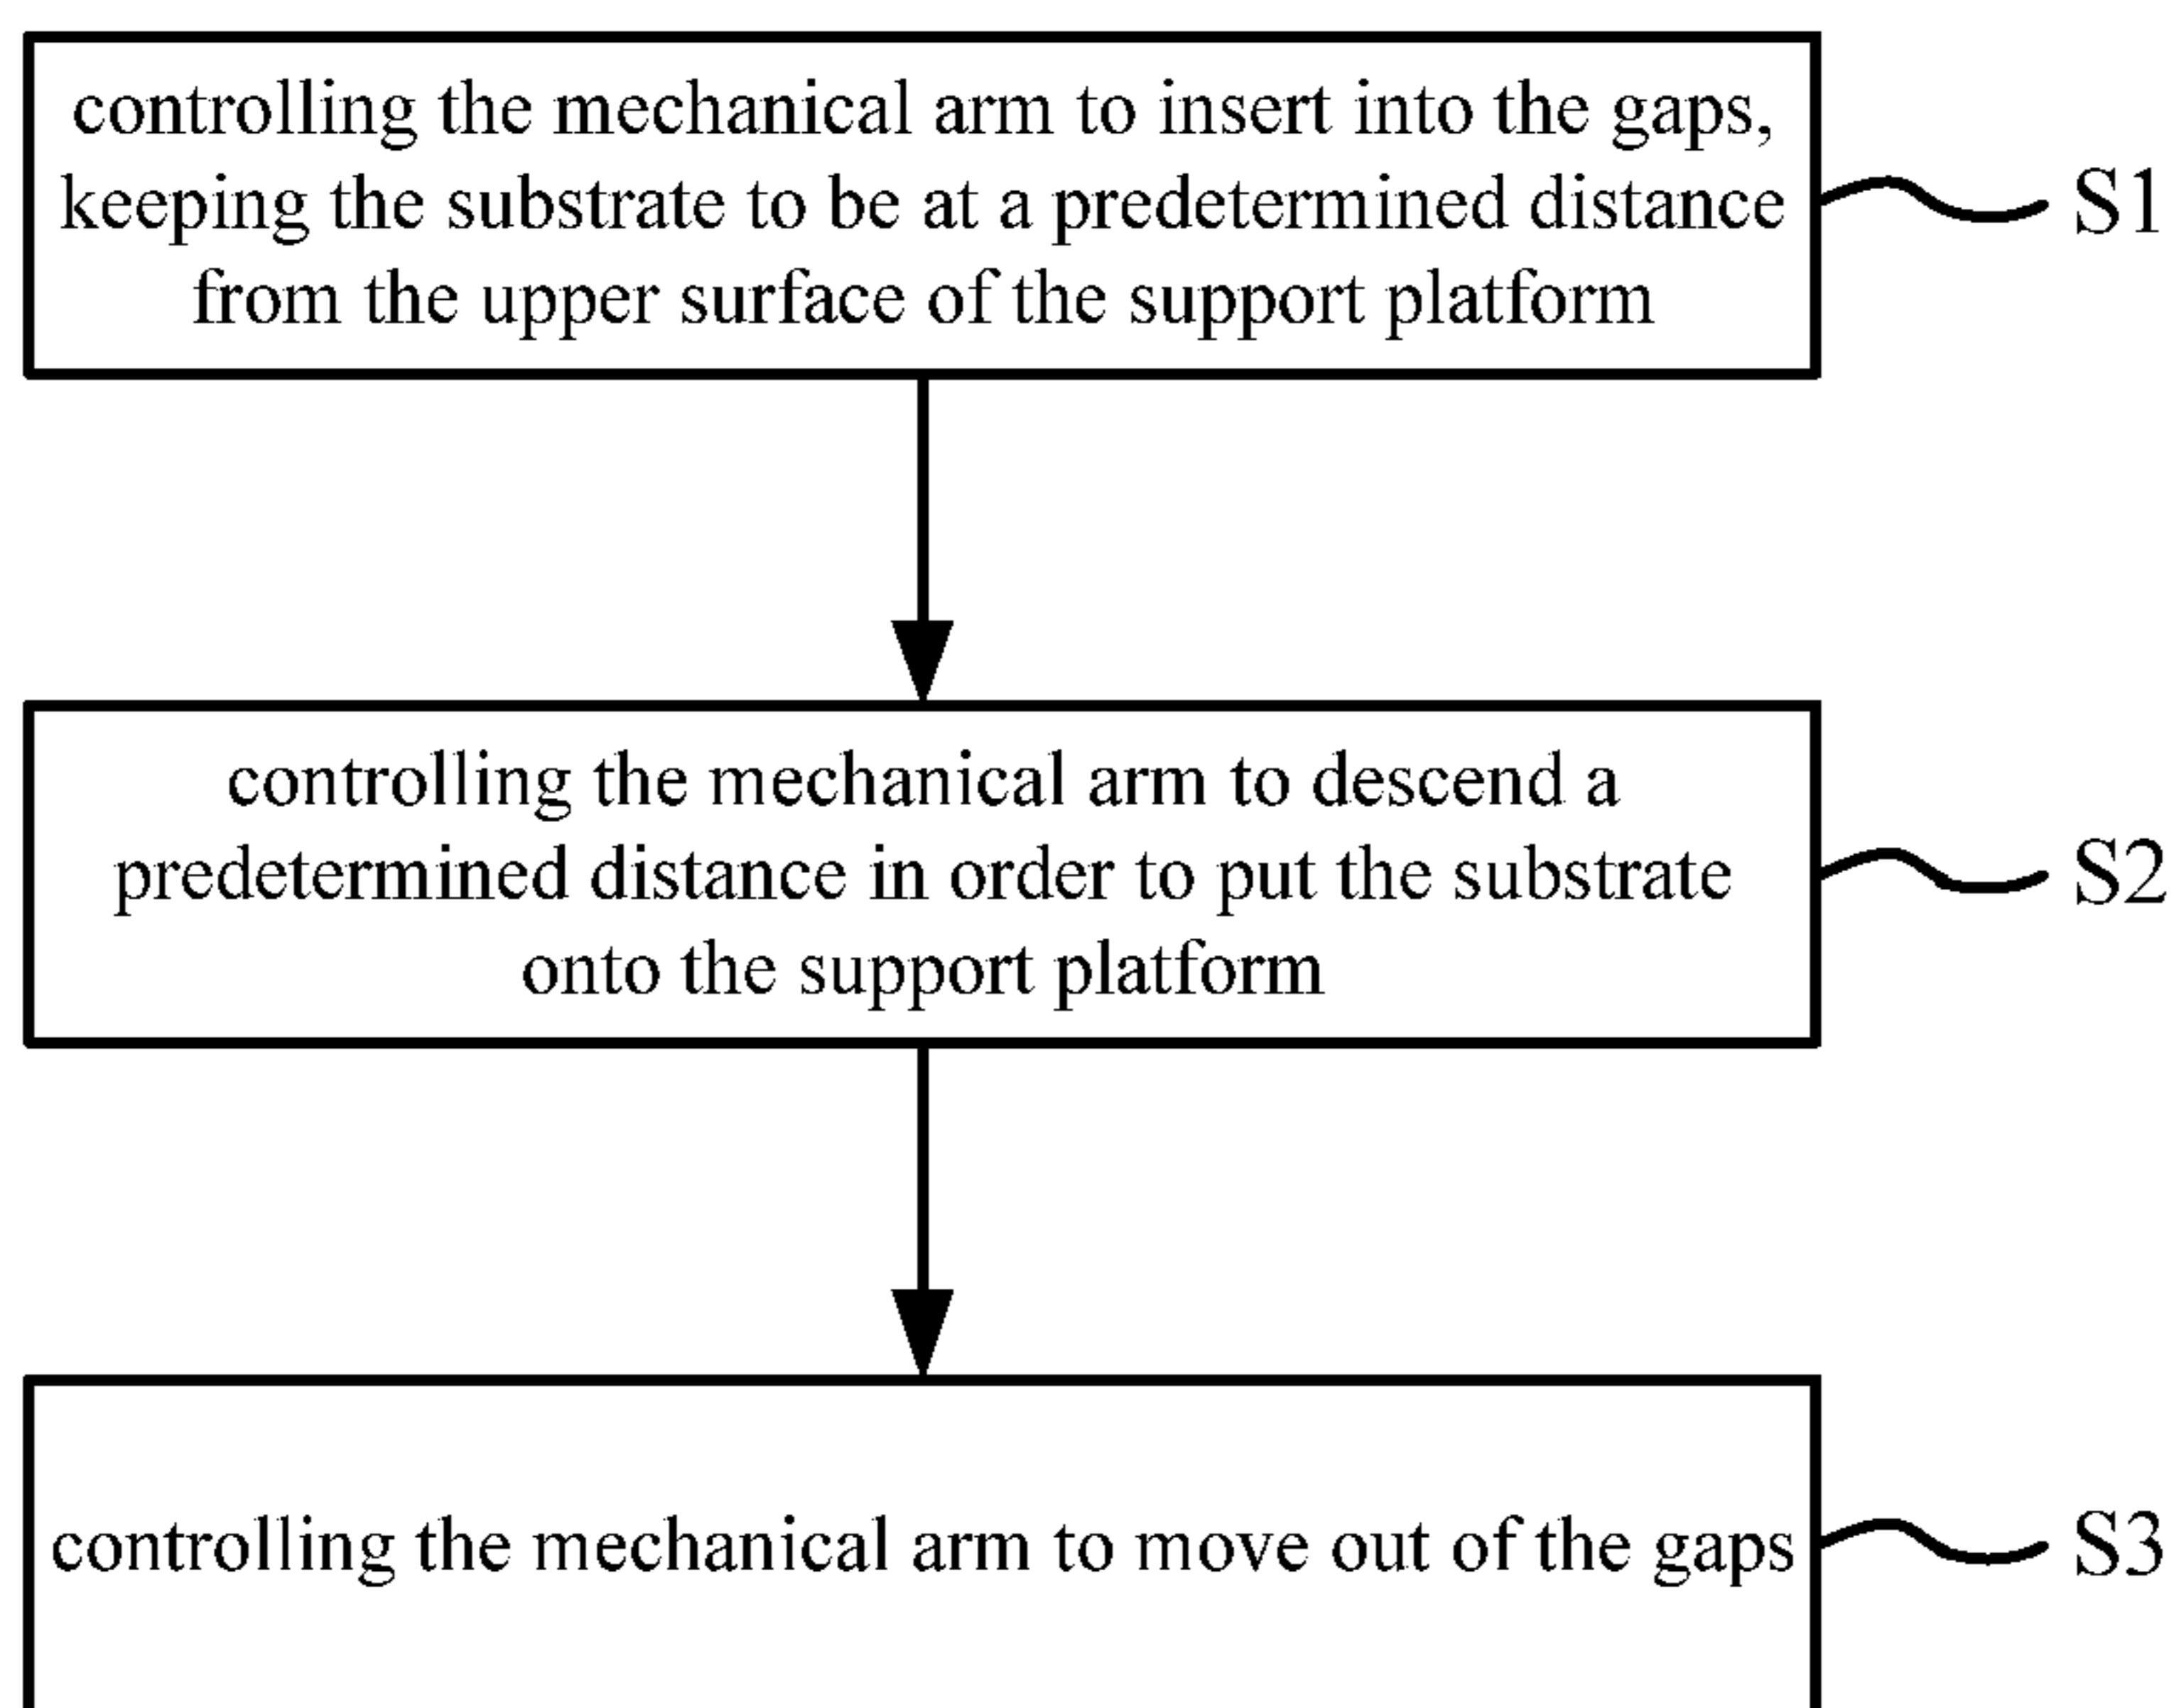 controlling the mechanical arm to insert into the gaps,
keeping the substrate to be at a predetermined distance
from the upper surface of the support platform
S1
controlling the mechanical arm to descend a
predetermined distance in order to put the substrate
onto the support platform
S2
controlling the mechanical arm to move out of the gaps
S3